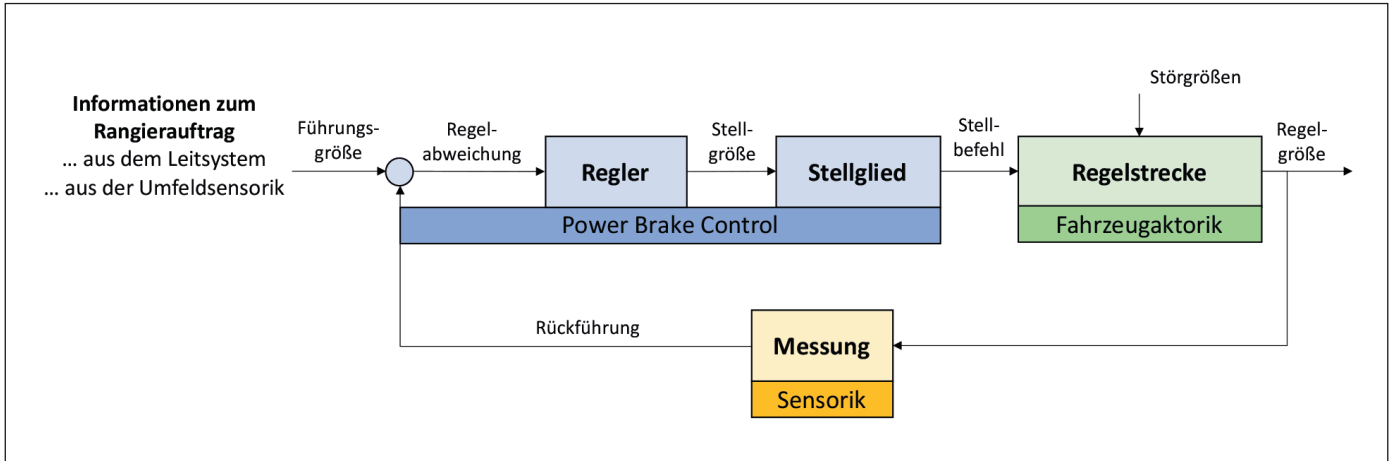 Informationen zum
Rangierauftrag
... aus dem Leitsystem
... aus der Umfeldsensorik
Führungs-
größe
Regel-
abweichung
Regler
Stell-
größe
Stellglied
Power Brake Control
Stell-
befehl
Störgrößen
Regelstrecke
Fahrzeugaktorik
Regel-
größe
Rückführung
Messung
Sensorik